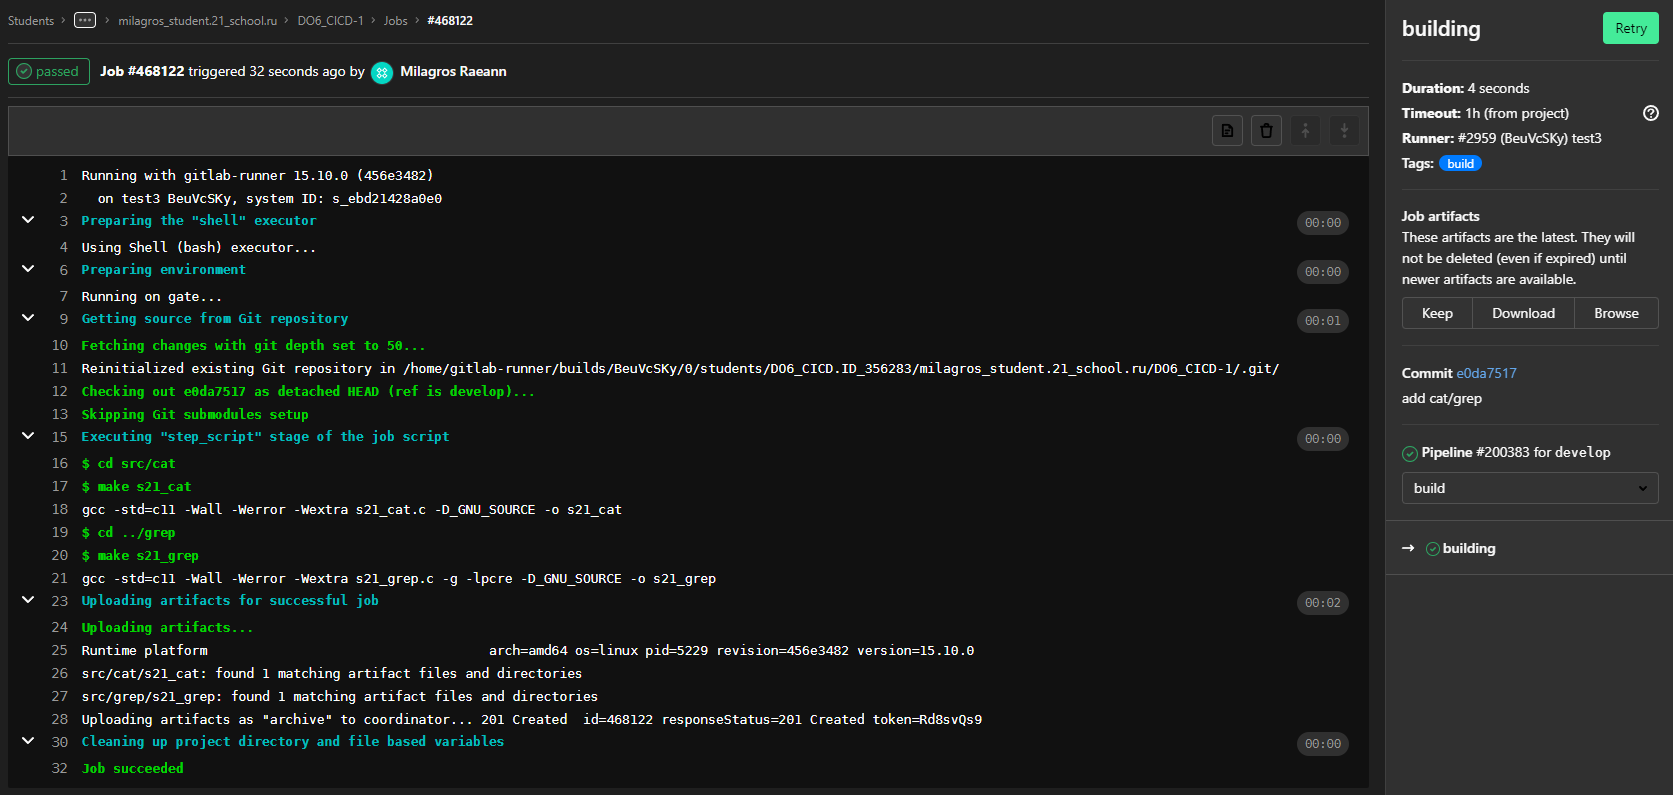 Students › ... › milagros_student.21_school.ru › DO6_CICD-1 › Jobs › #468122
passed Job #468122 triggered 32 seconds ago by Milagros Raeann
1 Running with gitlab-runner 15.10.0 (456e3482)
2 on test3 BeuVcSKy, system ID: s_ebd21428a0e0
3 Preparing the "shell" executor 00:00
4 Using Shell (bash) executor...
6 Preparing environment 00:00
7 Running on gate...
9 Getting source from Git repository 00:01
10 Fetching changes with git depth set to 50...
11 Reinitialized existing Git repository in /home/gitlab-runner/builds/BeuVcSKy/0/students/DO6_CICD.ID_356283/milagros_student.21_school.ru/DO6_CICD-1/.git/
12 Checking out e0da7517 as detached HEAD (ref is develop)...
13 Skipping Git submodules setup
15 Executing "step_script" stage of the job script 00:00
16 $ cd src/cat
17 $ make s21_cat
18 gcc -std=c11 -Wall -Werror -Wextra s21_cat.c -D_GNU_SOURCE -o s21_cat
19 $ cd ../grep
20 $ make s21_grep
21 gcc -std=c11 -Wall -Werror -Wextra s21_grep.c -g -lpcre -D_GNU_SOURCE -o s21_grep
23 Uploading artifacts for successful job 00:02
24 Uploading artifacts...
25 Runtime platform arch=amd64 os=linux pid=5229 revision=456e3482 version=15.10.0
26 src/cat/s21_cat: found 1 matching artifact files and directories
27 src/grep/s21_grep: found 1 matching artifact files and directories
28 Uploading artifacts as "archive" to coordinator... 201 Created id=468122 responseStatus=201 Created token=Rd8svQs9
30 Cleaning up project directory and file based variables 00:00
32 Job succeeded
building Retry
Duration: 4 seconds
Timeout: 1h (from project)
Runner: #2959 (BeuVcSKy) test3
Tags: build
Job artifacts
These artifacts are the latest. They will
not be deleted (even if expired) until
newer artifacts are available.
Keep Download Browse
Commit e0da7517
add cat/grep
Pipeline #200383 for develop
build
→ building